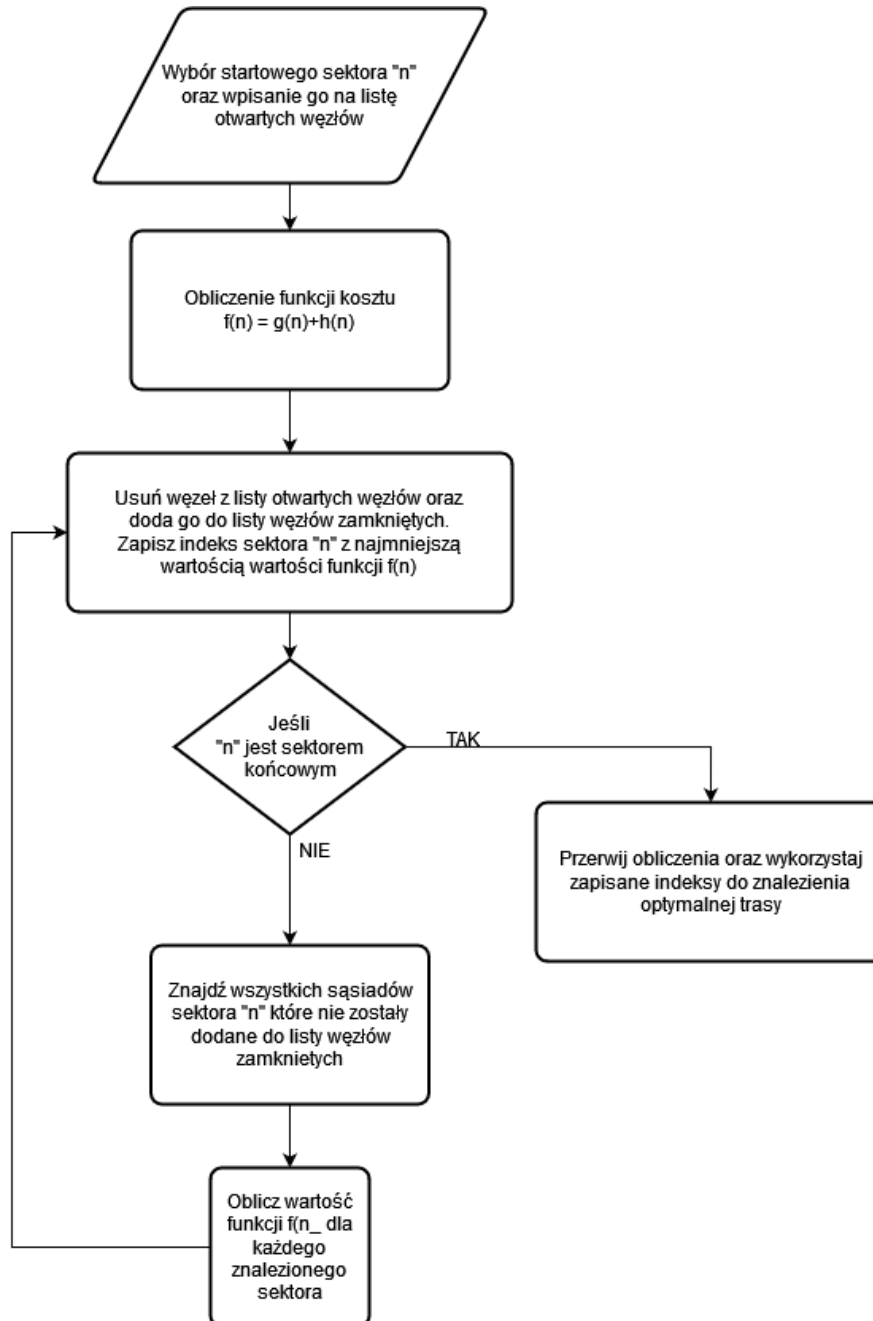 Wybór startowego sektora "n"
oraz wpisanie go na listę
otwartych węzłów
Obliczenie funkcji kosztu
f(n) = g(n)+h(n)
Usuń węzeł z listy otwartych węzłów oraz
doda go do listy węzłów zamkniętych.
Zapisz indeks sektora "n" z najmniejszą
wartością wartości funkcji f(n)
Jeśli
"n" jest sektorem
końcowym
TAK
NIE
Przerwij obliczenia oraz wykorzystaj
zapisane indeksy do znalezienia
optymalnej trasy
Znajdź wszystkich sąsiadów
sektora "n" które nie zostały
dodane do listy węzłów
zamknietych
Oblicz wartość
funkcji f(n_ dla
każdego
znalezionego
sektora